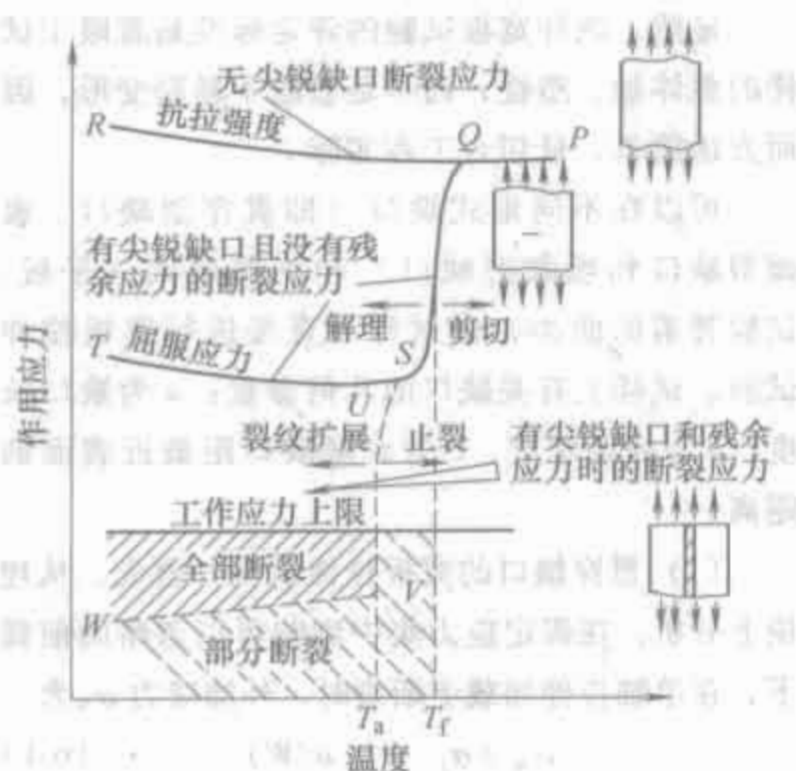 无尖锐缺口断裂应力
R
抗拉强度
Q
P
有尖锐缺口且没有残
余应力的断裂应力
解理
剪切
T
屈服应力
S
U
作用应力
裂纹扩展
止裂
有尖锐缺口和残余
应力时的断裂应力
工作应力上限
全部断裂
V
W
部分断裂
Ta
Tf
温度